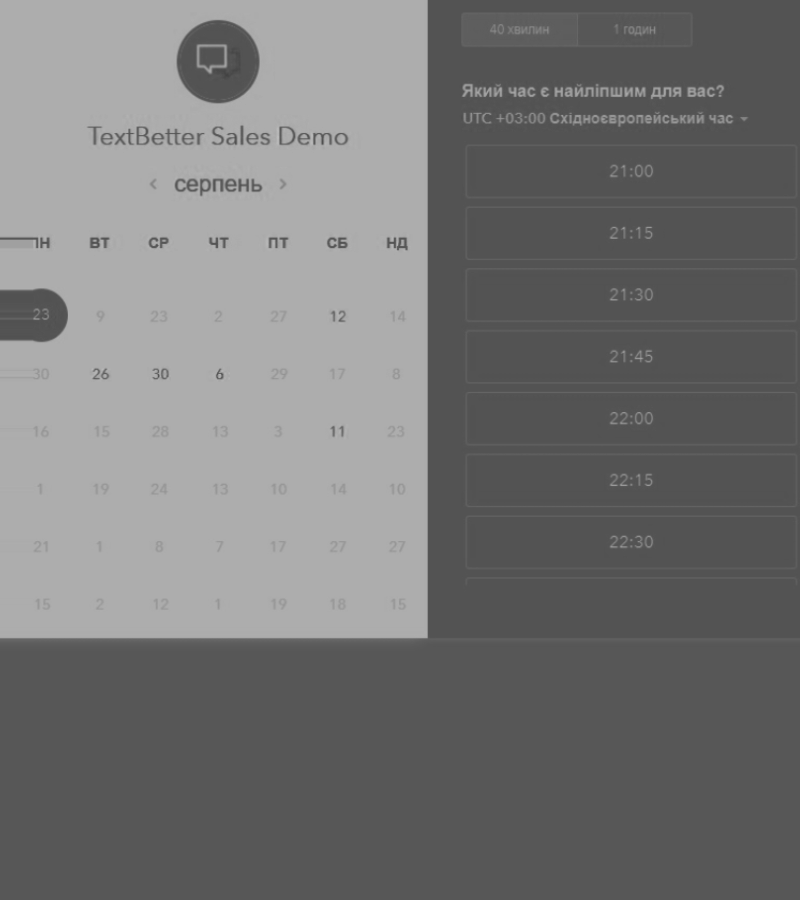 TextBetter Sales Demo
серпень
ПН ВТ СР ЧТ ПТ СБ НД
23 9 23 2 27 12 14
30 26 30 6 29 17 8
16 15 28 13 3 11 23
1 19 24 13 10 14 10
21 1 8 7 17 27 27
15 2 12 1 19 18 15
40 хвилин 1 годин
Який час є найліпшим для вас?
UTC +03:00 Східноєвропейський час
21:00
21:15
21:30
21:45
22:00
22:15
22:30